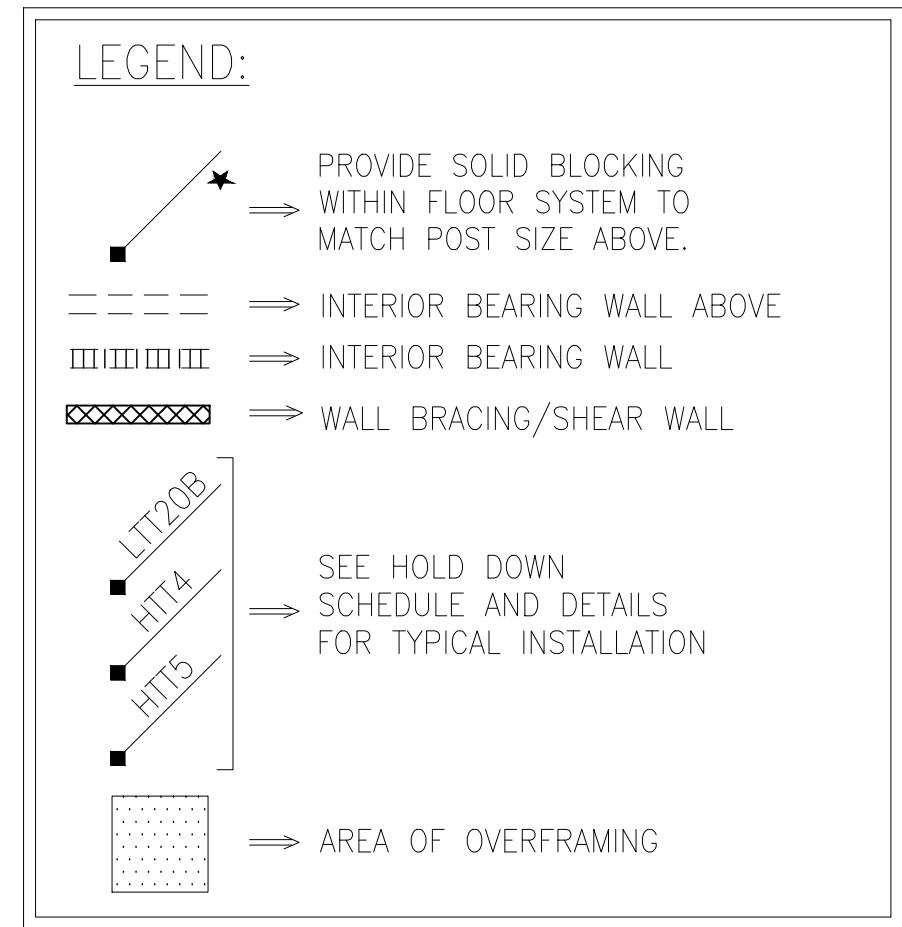 LEGEND:
PROVIDE SOLID BLOCKING
WITHIN FLOOR SYSTEM TO
MATCH POST SIZE ABOVE.
INTERIOR BEARING WALL ABOVE
INTERIOR BEARING WALL
WALL BRACING/SHEAR WALL
LTT20B
HTT4
HTT5
SEE HOLD DOWN
SCHEDULE AND DETAILS
FOR TYPICAL INSTALLATION
AREA OF OVERFRAMING